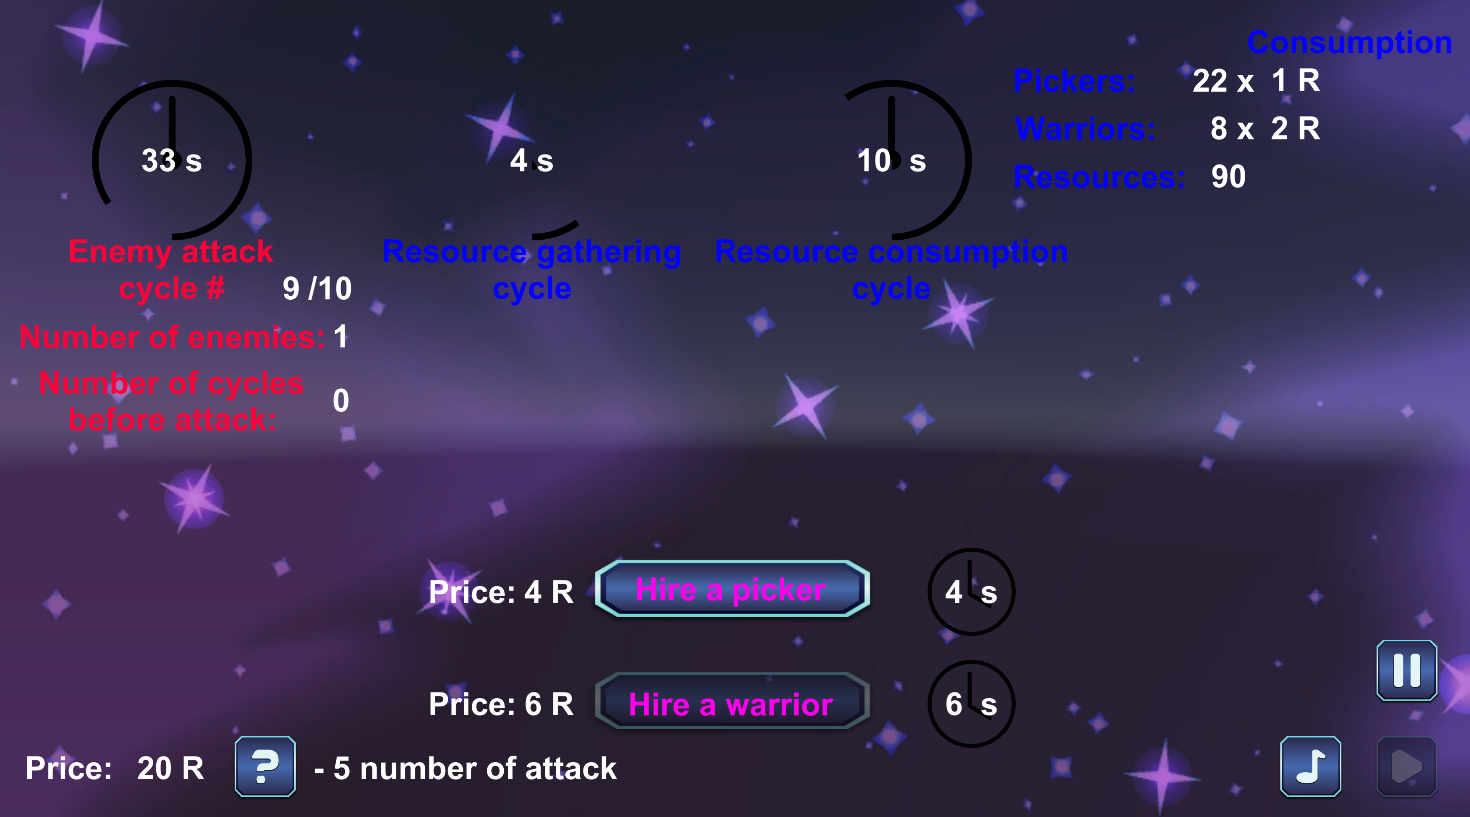 Consumption
Pickers: 22 x 1 R
Warriors: 8 x 2 R
Resources: 90
33 s
4 s
10 s
Enemy attack
cycle # 9 /10
Resource gathering
cycle
Resource consumption
cycle
Number of enemies: 1
Number of cycles
before attack: 0
Price: 4 R Hire a picker 4 s
Price: 6 R Hire a warrior 6 s
Price: 20 R ? - 5 number of attack